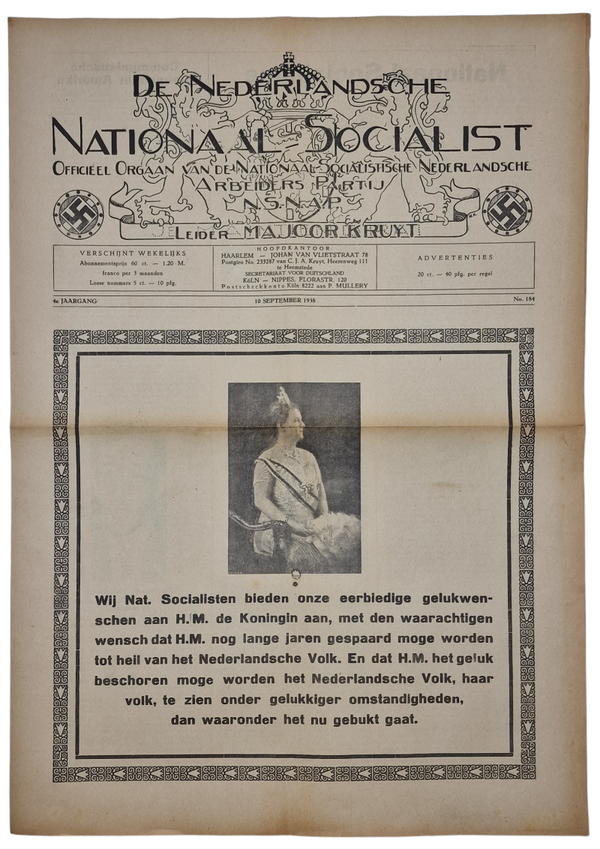 DE NEDERLANDSCHE
NATIONAAL SOCIALIST
OFFICIEEL ORGAAN VAN DE NATIONAAL-SOCIALISTISCHE NEDERLANDSCHE
ARBEIDERS PARTIJ
N.S.N.A.P.
LEIDER MAJOOR KRUYT
VERSCHIJNT WEKELIJKS
Abonnementsprijs 60 ct. — 1.20 M.
franco per 3 maanden
Losse nommers 5 ct. — 10 pfg.
HOOFDKANTOOR
HAARLEM — JOHAN VAN VLIETSTRAAT 78
Postgiro No. 233287 van C. J. A. Kruyt, Heerenweg 111
te Heemstede
SECRETARIAAT VOOR DUITSCHLAND
KÖLN — NIPPES, FLORASTR. 120
Postscheckkonto Köln 8222 aan P. MULLERY
ADVERTENTIES
20 ct. — 40 pfg. per regel
4e JAARGANG
10 SEPTEMBER 1936
No. 184
Wij Nat. Socialisten bieden onze eerbiedige gelukwen-
schen aan H.M. de Koningin aan, met den waarachtigen
wensch dat H.M. nog lange jaren gespaard moge worden
tot heil van het Nederlandsche Volk. En dat H.M. het geluk
beschoren moge worden het Nederlandsche Volk, haar
volk, te zien onder gelukkiger omstandigheden,
dan waaronder het nu gebukt gaat.